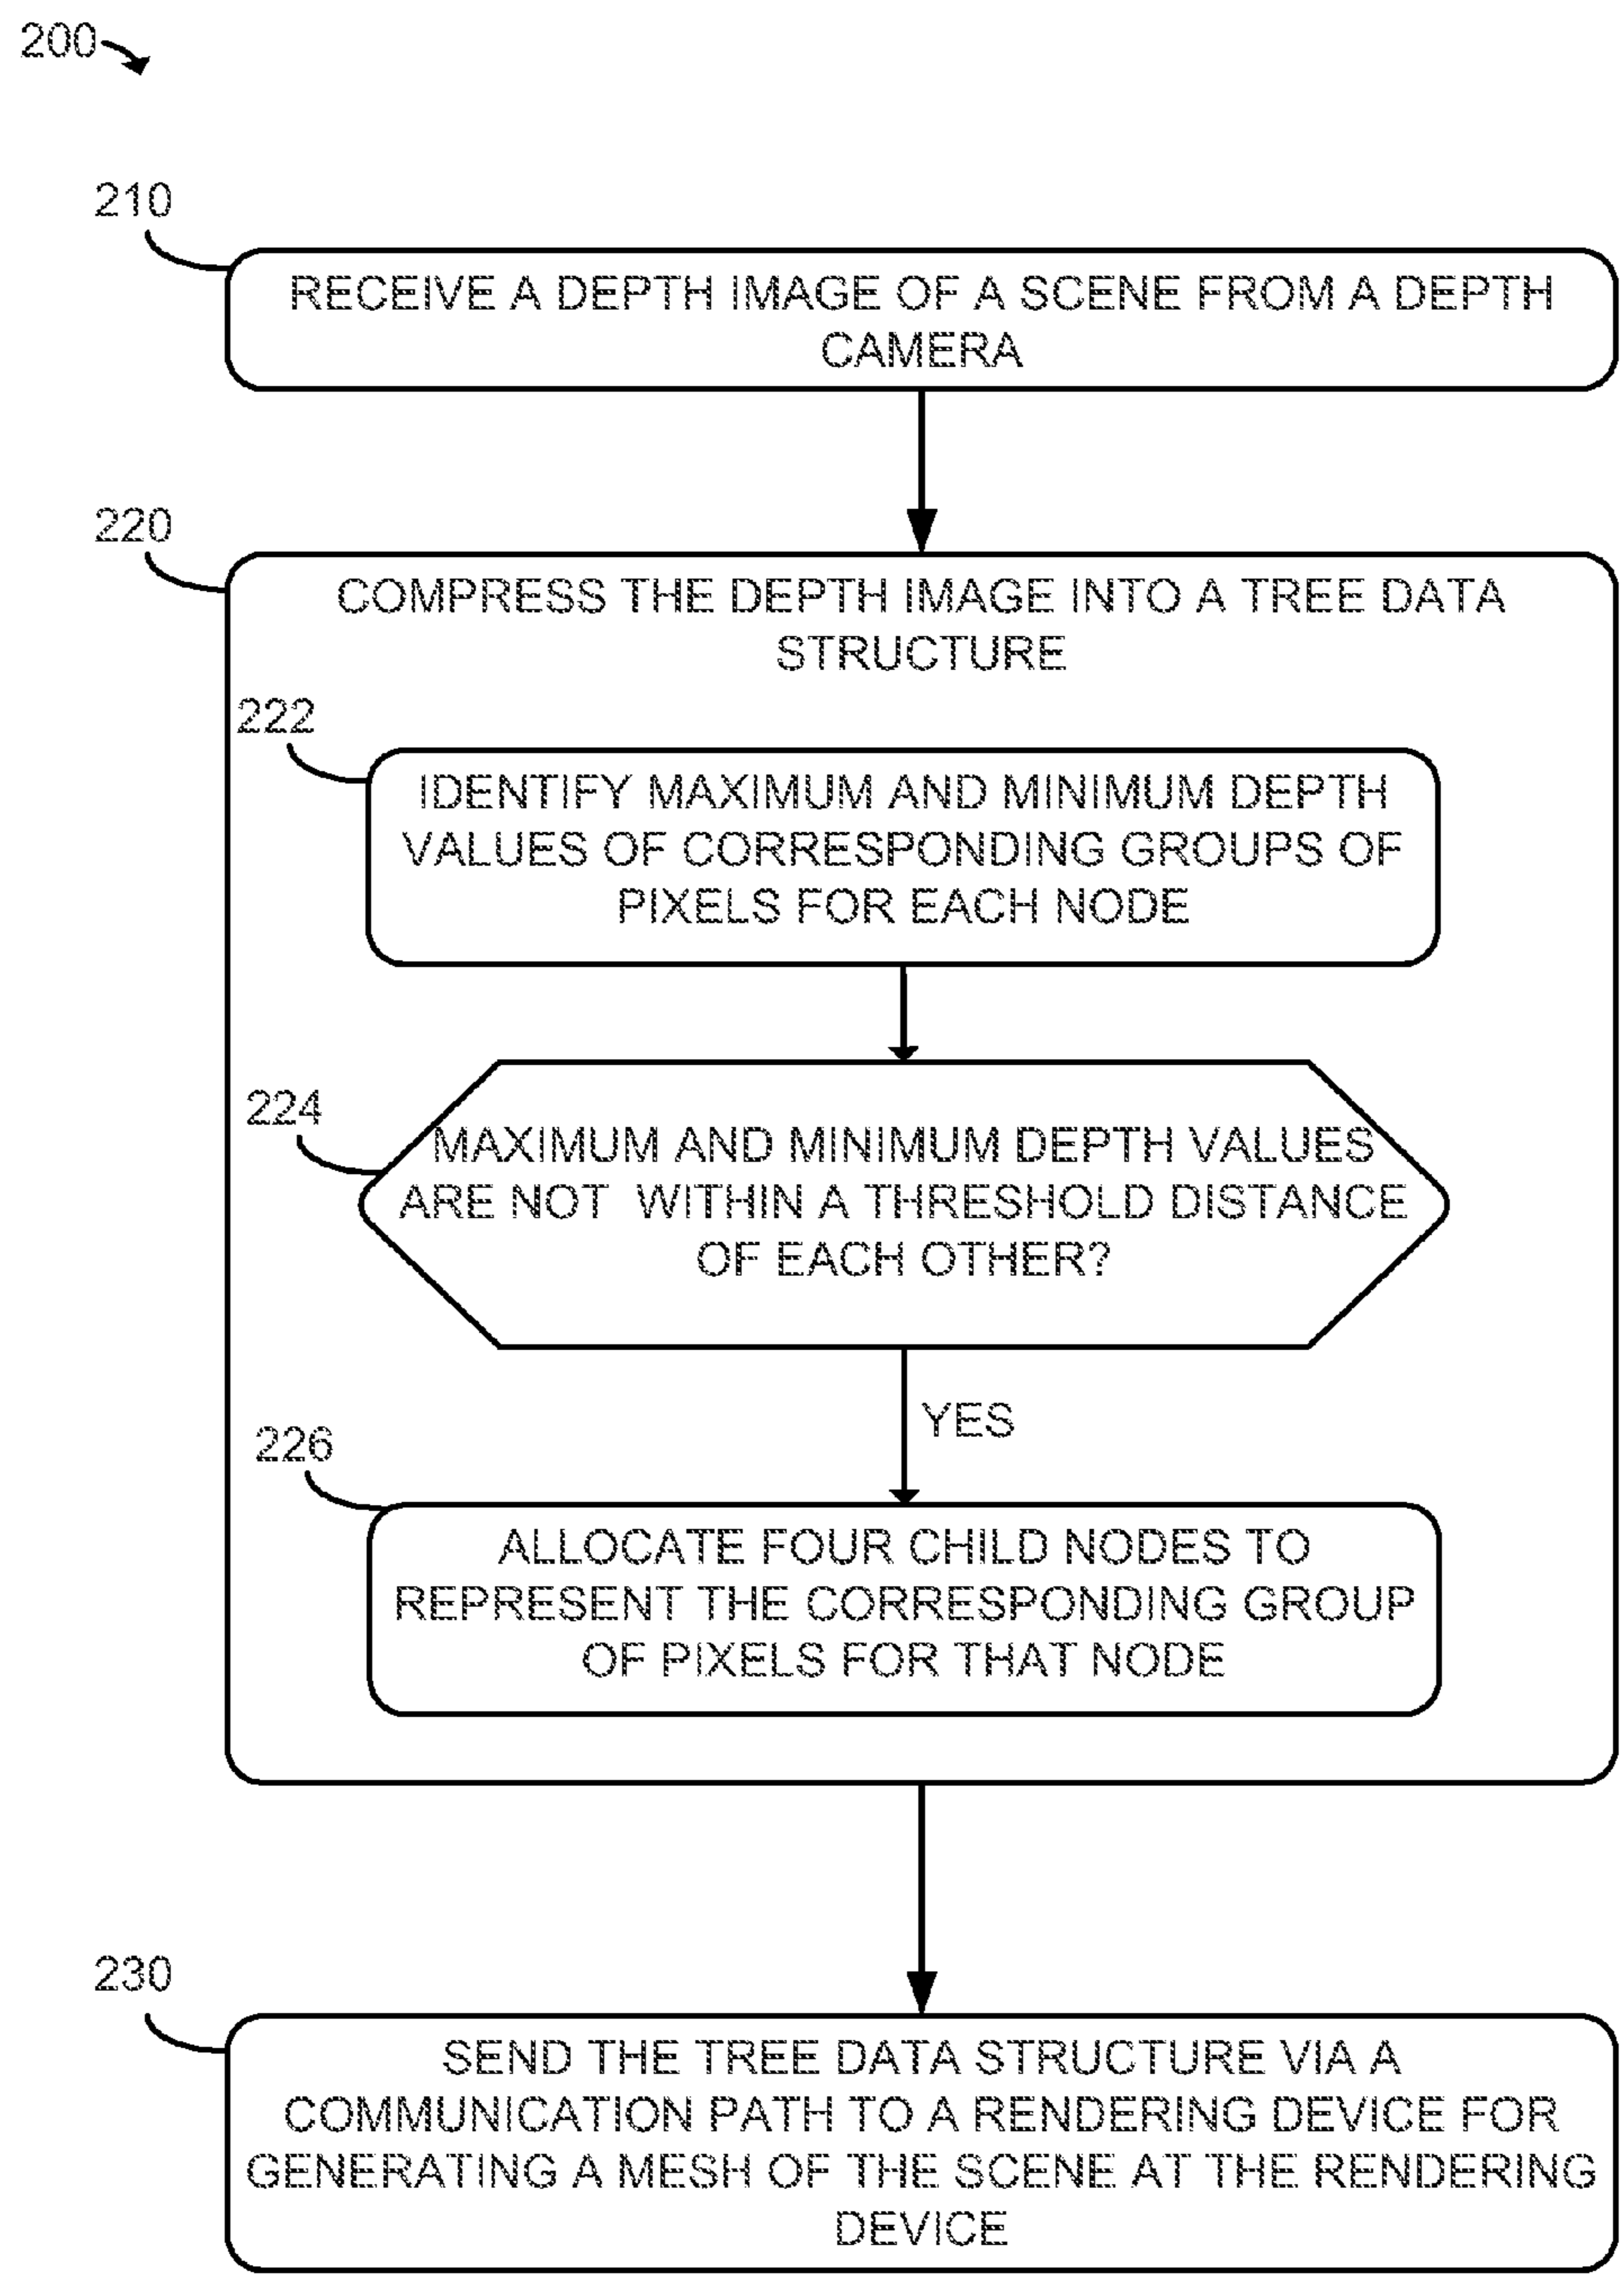 200
210
RECEIVE A DEPTH IMAGE OF A SCENE FROM A DEPTH
CAMERA
220
COMPRESS THE DEPTH IMAGE INTO A TREE DATA
STRUCTURE
222
IDENTIFY MAXIMUM AND MINIMUM DEPTH
VALUES OF CORRESPONDING GROUPS OF
PIXELS FOR EACH NODE
224
MAXIMUM AND MINIMUM DEPTH VALUES
ARE NOT WITHIN A THRESHOLD DISTANCE
OF EACH OTHER?
YES
226
ALLOCATE FOUR CHILD NODES TO
REPRESENT THE CORRESPONDING GROUP
OF PIXELS FOR THAT NODE
230
SEND THE TREE DATA STRUCTURE VIA A
COMMUNICATION PATH TO A RENDERING DEVICE FOR
GENERATING A MESH OF THE SCENE AT THE RENDERING
DEVICE